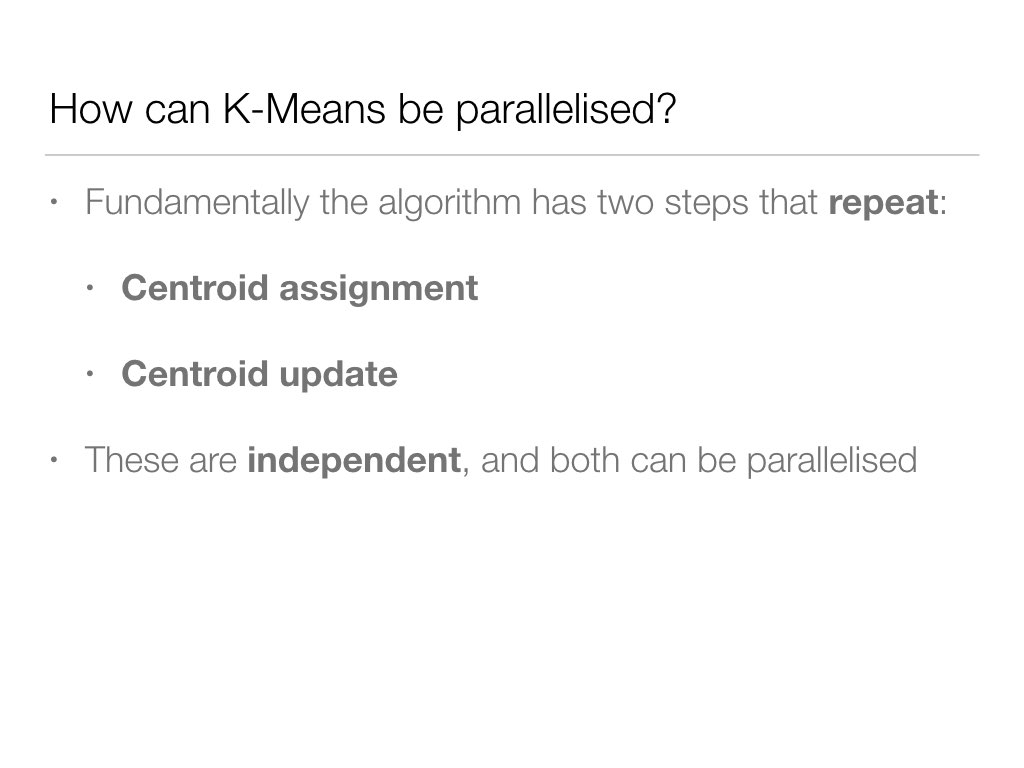 How can K-Means be parallelised?
• Fundamentally the algorithm has two steps that repeat:
• Centroid assignment
• Centroid update
• These are independent, and both can be parallelised